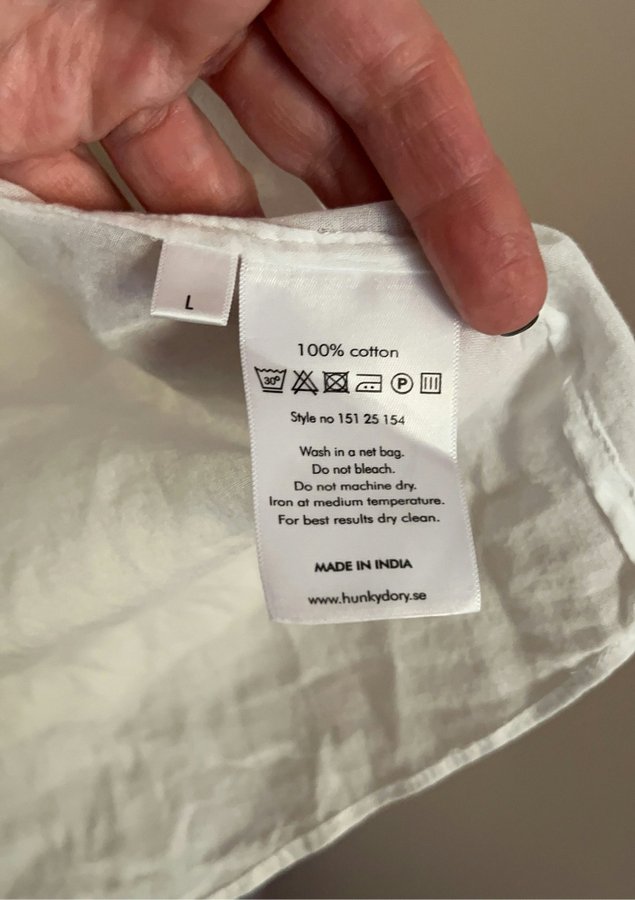 L
100% cotton
30°
P
Style no 151 25 154
Wash in a net bag.
Do not bleach.
Do not machine dry.
Iron at medium temperature.
For best results dry clean.
MADE IN INDIA
www.hunkydory.se